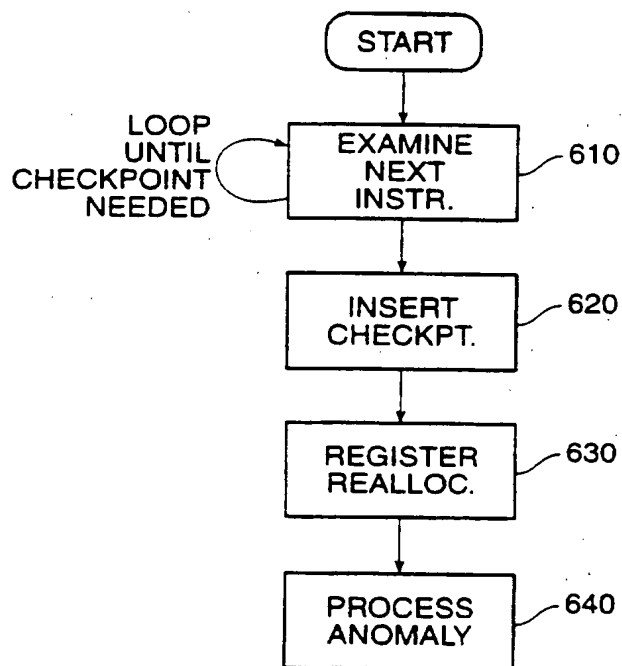 START
LOOP
UNTIL
CHECKPOINT
NEEDED
EXAMINE
NEXT
INSTR.
610
INSERT
CHECKPT.
620
REGISTER
REALLOC.
630
PROCESS
ANOMALY
640